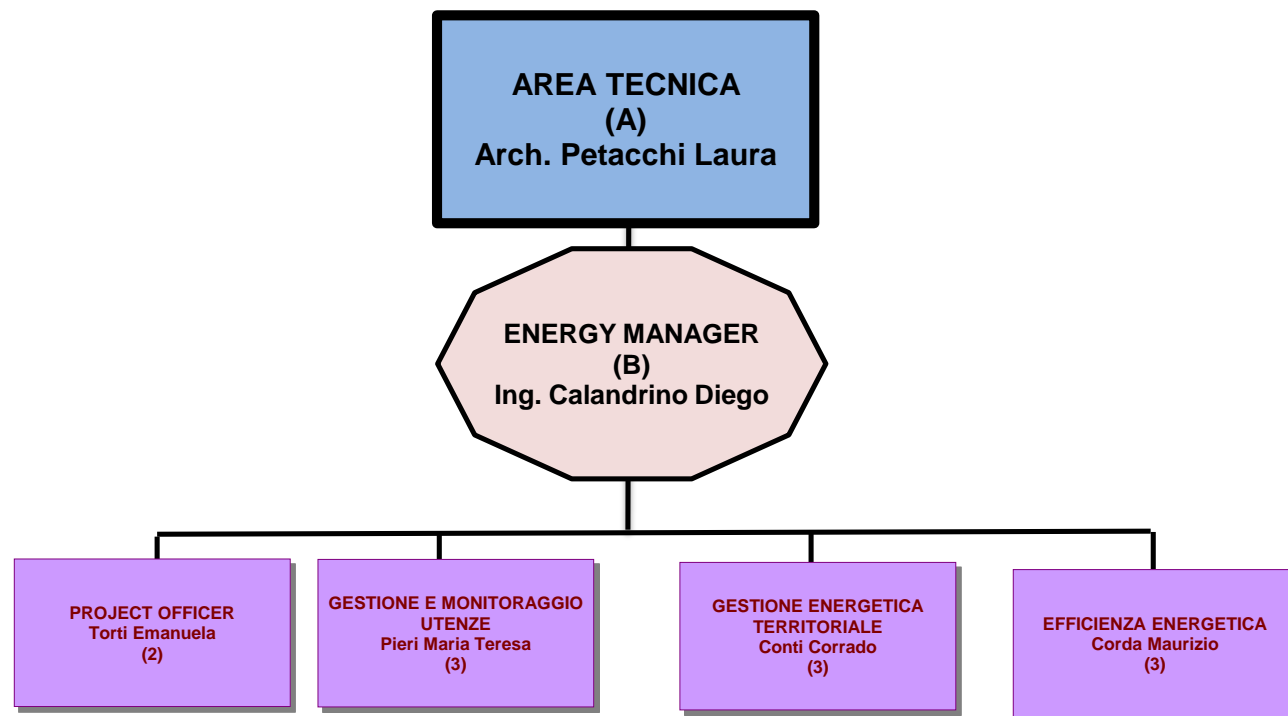 AREA TECNICA
(A)
Arch. Petacchi Laura
ENERGY MANAGER
(B)
Ing. Calandrino Diego
PROJECT OFFICER
Torti Emanuela
(2)
GESTIONE E MONITORAGGIO
UTENZE
Pieri Maria Teresa
(3)
GESTIONE ENERGETICA
TERRITORIALE
Conti Corrado
(3)
EFFICIENZA ENERGETICA
Corda Maurizio
(3)